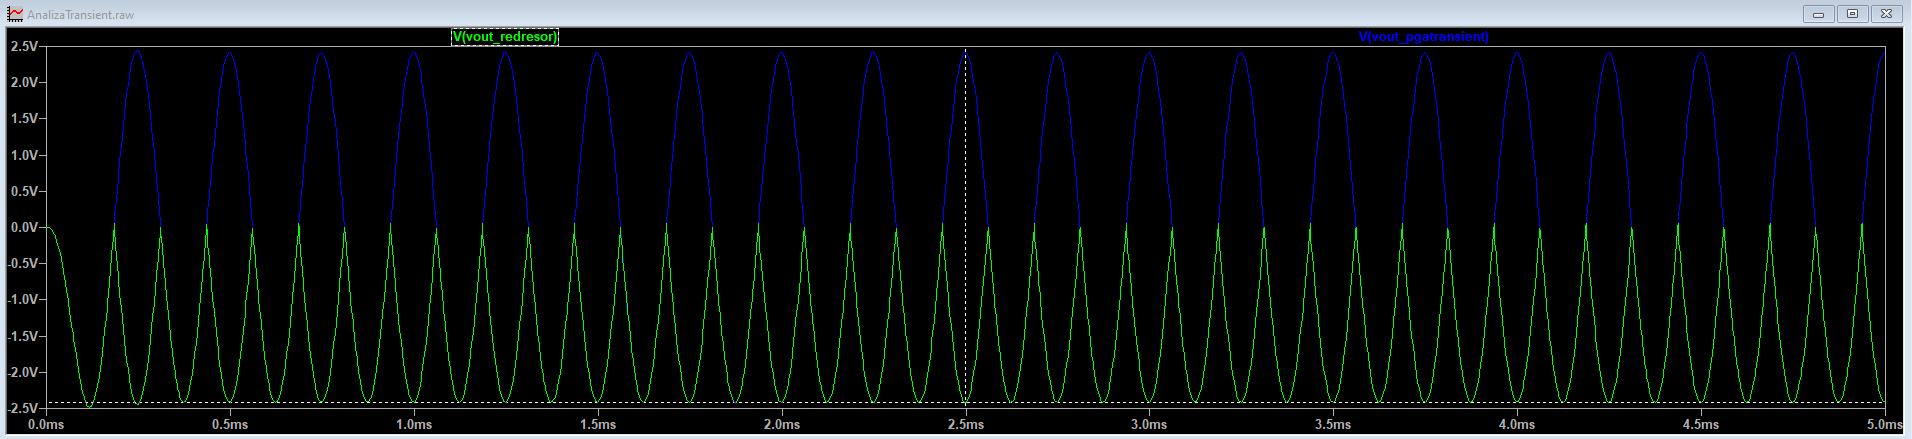 AnalizaTransient.raw
V(vout_redresor) V(vout_pgatransient)
2.5V
2.0V
1.5V
1.0V
0.5V
0.0V
-0.5V
-1.0V
-1.5V
-2.0V
-2.5V
0.0ms 0.5ms 1.0ms 1.5ms 2.0ms 2.5ms 3.0ms 3.5ms 4.0ms 4.5ms 5.0ms